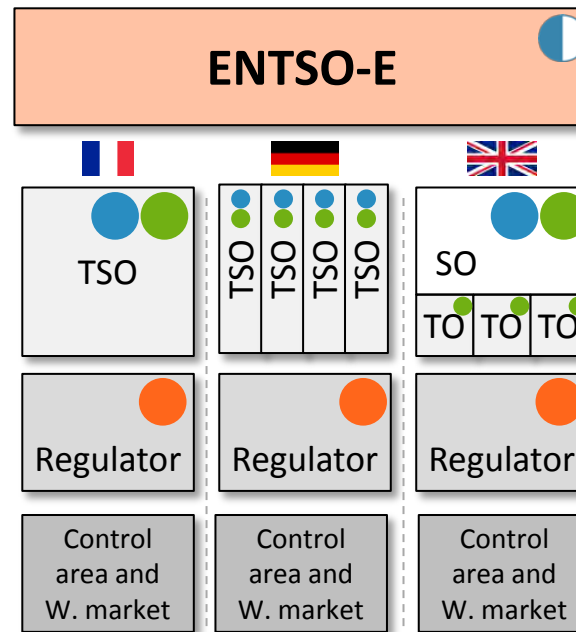 ENTSO-E
TSO
TSO
TSO
TSO
TSO
SO
TO
TO
TO
Regulator
Regulator
Regulator
Control
area and
W. market
Control
area and
W. market
Control
area and
W. market